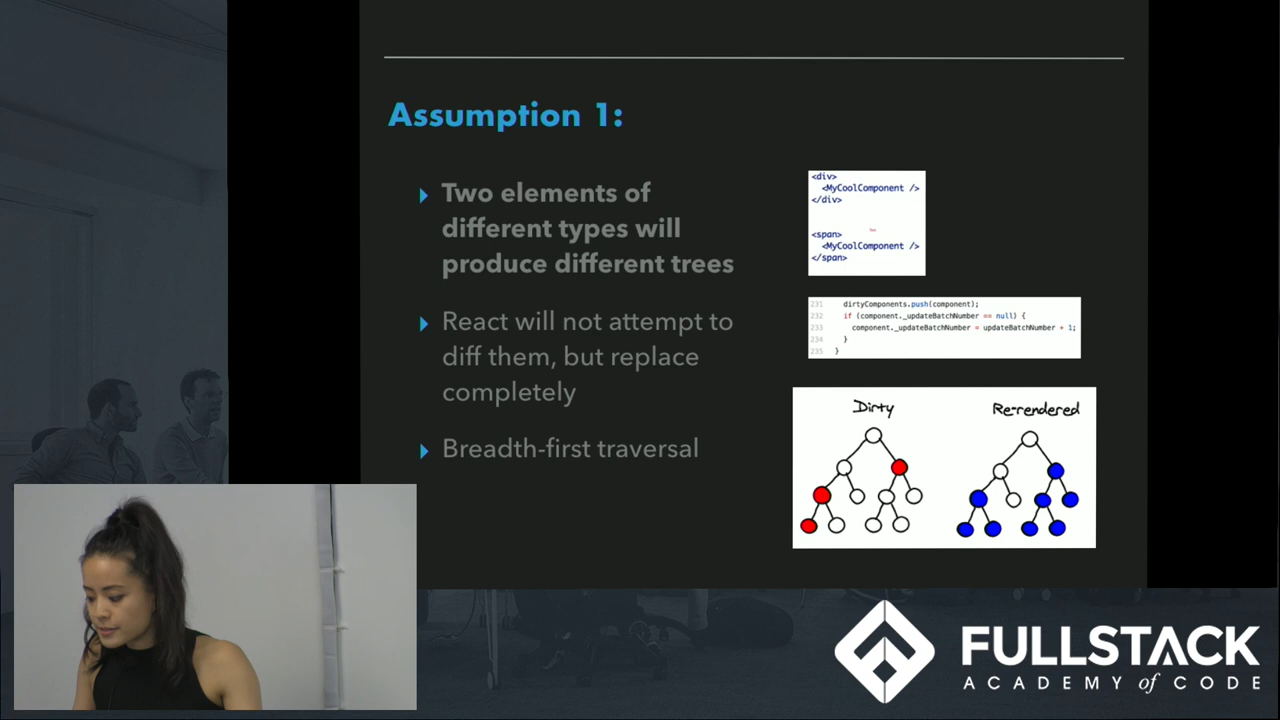 Assumption 1:
Two elements of
different types will
produce different trees
React will not attempt to
diff them, but replace
completely
Breadth-first traversal
<div>
<MyCoolComponent />
</div>
<span>
<MyCoolComponent />
</span>
231 dirtyComponents.push(component);
232 if (component._updateBatchNumber == null) {
233 component._updateBatchNumber = updateBatchNumber + 1;
234 }
235 }
Dirty
Re-rendered
FULLSTACK
ACADEMY of CODE